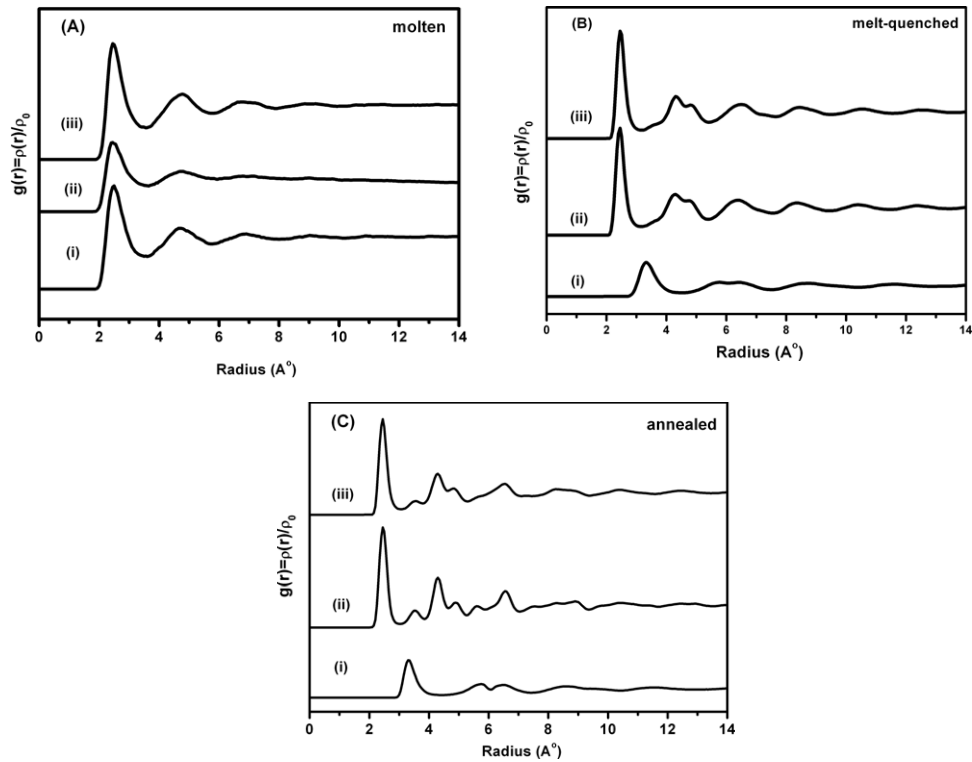 (A)
molten
(iii)
(ii)
(i)
g(r)=ρ(r)/ρ0
0 2 4 6 8 10 12 14
Radius (A°)
(B)
melt-quenched
(iii)
(ii)
(i)
g(r)=ρ(r)/ρ0
0 2 4 6 8 10 12 14
Radius (A°)
(C)
annealed
(iii)
(ii)
(i)
g(r)=ρ(r)/ρ0
0 2 4 6 8 10 12 14
Radius (A°)